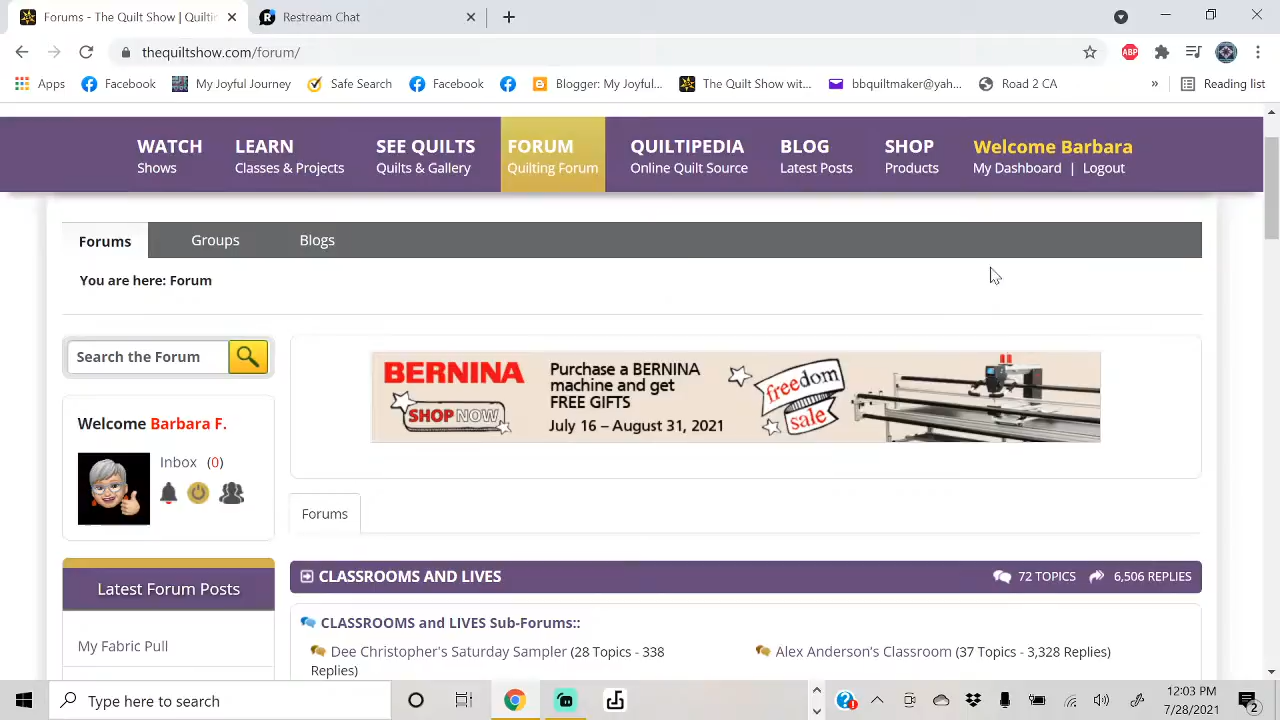 Forums - The Quilt Show | Quiltin
Restream Chat
thequiltshow.com/forum/
ABP
Apps
Facebook
My Joyful Journey
Safe Search
Facebook
Blogger: My Joyful...
The Quilt Show wit...
bbquiltmaker@yah...
Road 2 CA
»
Reading list
WATCH
Shows
LEARN
Classes & Projects
SEE QUILTS
Quilts & Gallery
FORUM
Quilting Forum
QUILTIPEDIA
Online Quilt Source
BLOG
Latest Posts
SHOP
Products
Welcome Barbara
My Dashboard | Logout
Forums
Groups
Blogs
You are here: Forum
Search the Forum
BERNINA
SHOP NOW
Purchase a BERNINA
machine and get
FREE GIFTS
July 16 – August 31, 2021
freedom
sale
Welcome Barbara F.
Inbox (0)
Forums
CLASSROOMS AND LIVES
72 TOPICS
6,506 REPLIES
Latest Forum Posts
My Fabric Pull
CLASSROOMS and LIVES Sub-Forums::
Dee Christopher's Saturday Sampler (28 Topics - 338
Replies)
Alex Anderson's Classroom (37 Topics - 3,328 Replies)
Type here to search
12:03 PM
7/28/2021
2